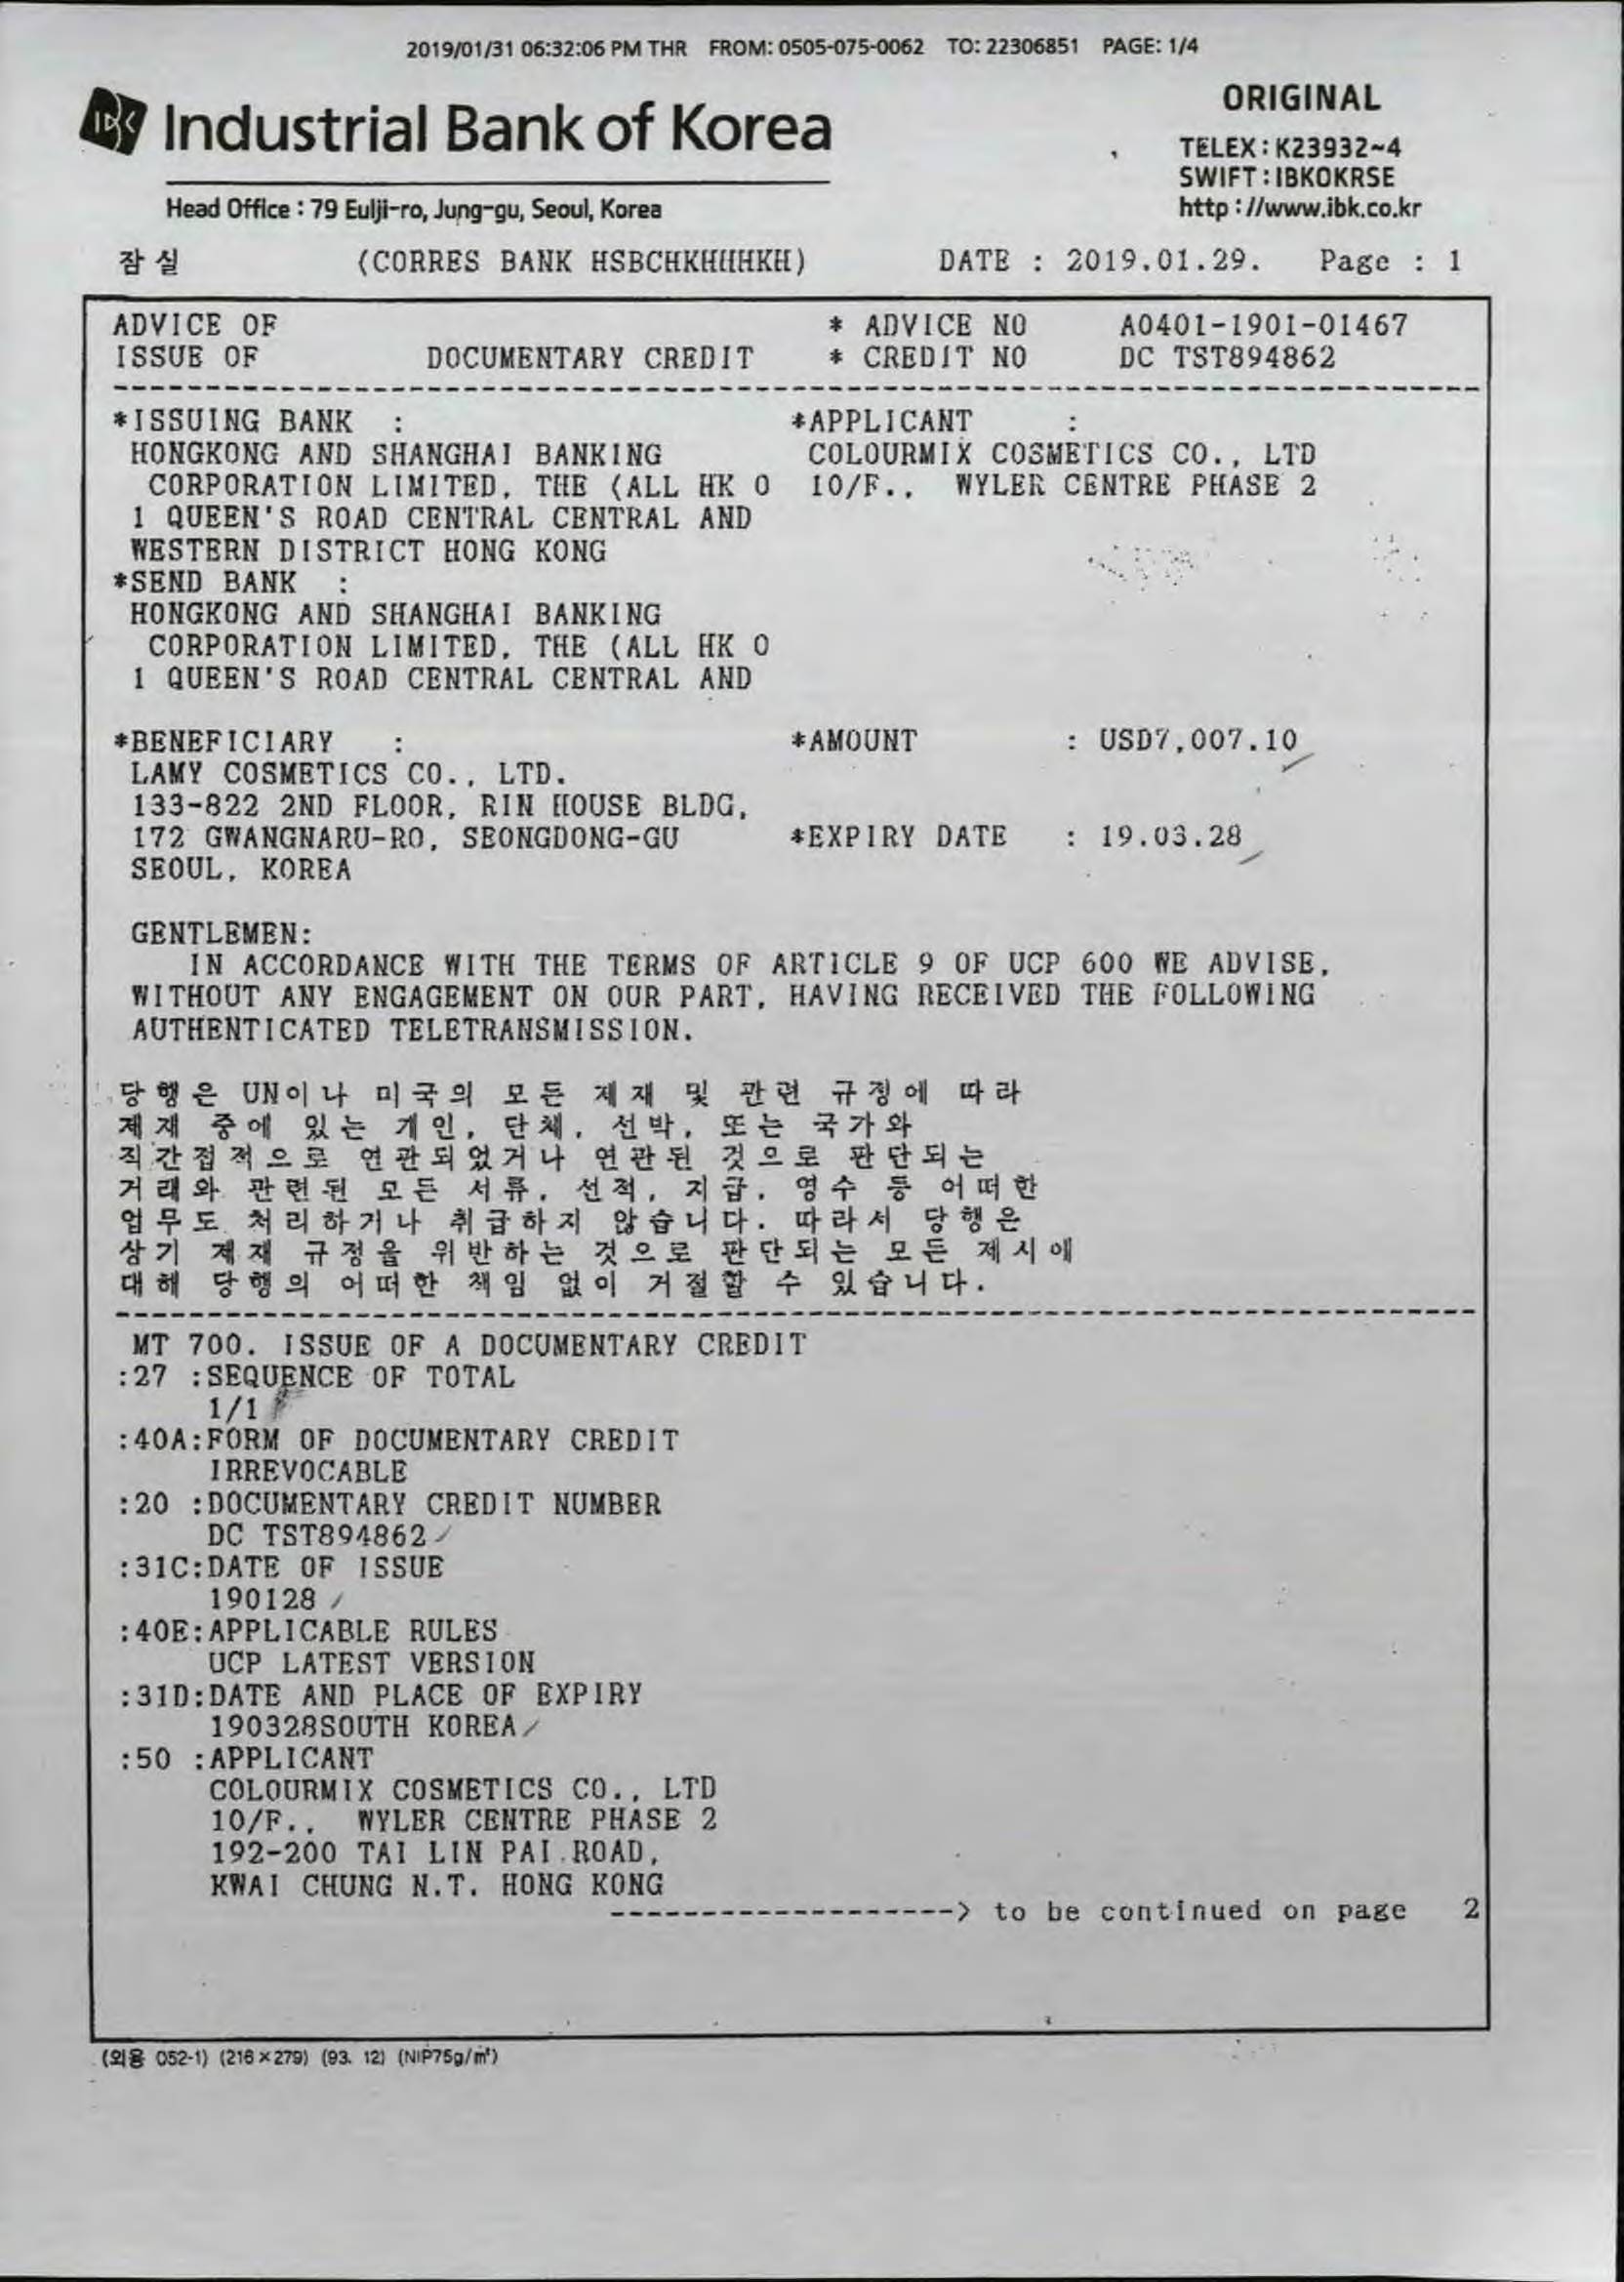 2019/01/31 06:32:06 PM THR FROM: 0505-075-0062 TO: 22306851 PAGE: 1/4
IBK Industrial Bank of Korea
ORIGINAL
TELEX : K23932~4
SWIFT : IBKOKRSE
Head Office : 79 Eulji-ro, Jung-gu, Seoul, Korea
http : //www.ibk.co.kr
잠실 (CORRES BANK HSBCHKHHHKH) DATE : 2019.01.29. Page : 1
ADVICE OF * ADVICE NO A0401-1901-01467
ISSUE OF DOCUMENTARY CREDIT * CREDIT NO DC TST894862
*ISSUING BANK : *APPLICANT :
HONGKONG AND SHANGHAI BANKING COLOURMIX COSMETICS CO., LTD
CORPORATION LIMITED, THE (ALL HK O 10/F., WYLER CENTRE PHASE 2
1 QUEEN'S ROAD CENTRAL CENTRAL AND
WESTERN DISTRICT HONG KONG
*SEND BANK :
HONGKONG AND SHANGHAI BANKING
CORPORATION LIMITED, THE (ALL HK O
1 QUEEN'S ROAD CENTRAL CENTRAL AND
*BENEFICIARY : *AMOUNT : USD7,007.10
LAMY COSMETICS CO., LTD.
133-822 2ND FLOOR, RIN HOUSE BLDG,
172 GWANGNARU-RO, SEONGDONG-GU *EXPIRY DATE : 19.03.28
SEOUL, KOREA
GENTLEMEN:
IN ACCORDANCE WITH THE TERMS OF ARTICLE 9 OF UCP 600 WE ADVISE,
WITHOUT ANY ENGAGEMENT ON OUR PART, HAVING RECEIVED THE FOLLOWING
AUTHENTICATED TELETRANSMISSION.
당행은 UN이나 미국의 모든 제재 및 관련 규정에 따라
제재 중에 있는 개인, 단체, 선박, 또는 국가와
직간접적으로 연관되었거나 연관된 것으로 판단되는
거래와 관련된 모든 서류, 선적, 지급, 영수 등 어떠한
업무도 처리하거나 취급하지 않습니다. 따라서 당행은
상기 제재 규정을 위반하는 것으로 판단되는 모든 제시에
대해 당행의 어떠한 책임 없이 거절할 수 있습니다.
MT 700. ISSUE OF A DOCUMENTARY CREDIT
:27 :SEQUENCE OF TOTAL
1/1
:40A:FORM OF DOCUMENTARY CREDIT
IRREVOCABLE
:20 :DOCUMENTARY CREDIT NUMBER
DC TST894862
:31C:DATE OF ISSUE
190128
:40E:APPLICABLE RULES
UCP LATEST VERSION
:31D:DATE AND PLACE OF EXPIRY
190328SOUTH KOREA
:50 :APPLICANT
COLOURMIX COSMETICS CO., LTD
10/F., WYLER CENTRE PHASE 2
192-200 TAI LIN PAI ROAD,
KWAI CHUNG N.T. HONG KONG
-------------------> to be continued on page 2
(외용 052-1) (216×279) (93. 12) (NIP75g/㎡)